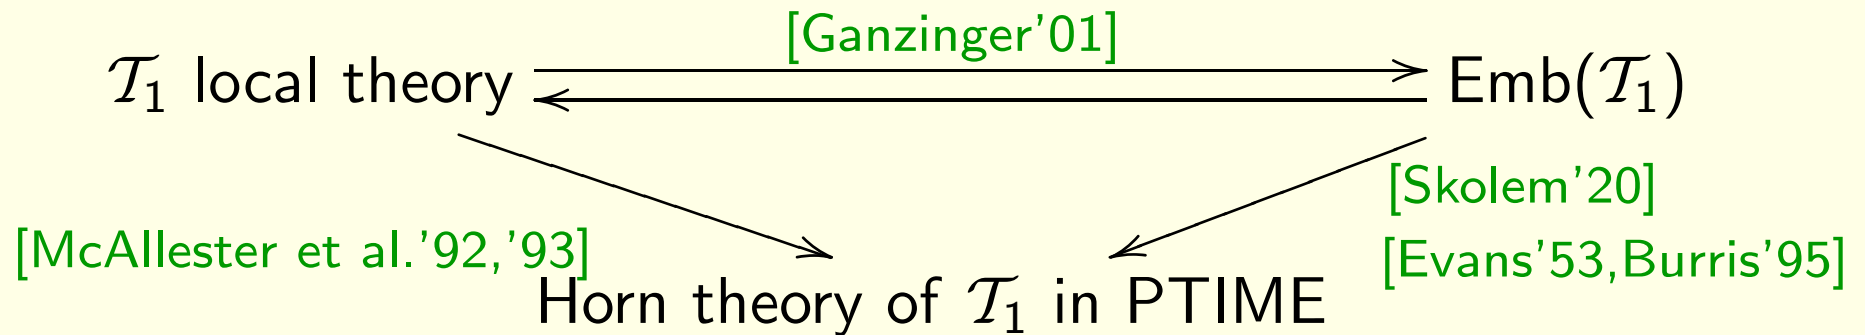 [Ganzinger'01]
𝒯₁ local theory
Emb(𝒯₁)
[Skolem'20]
[McAllester et al.'92,'93]
[Evans'53,Burris'95]
Horn theory of 𝒯₁ in PTIME